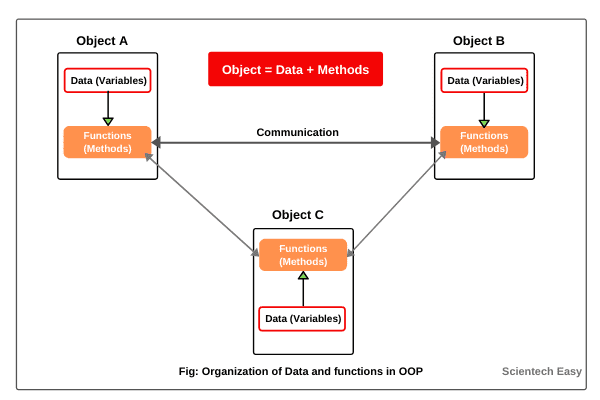 Object A
Object B
Object = Data + Methods
Data (Variables)
Data (Variables)
Functions
(Methods)
Communication
Functions
(Methods)
Object C
Functions
(Methods)
Data (Variables)
Fig: Organization of Data and functions in OOP
Scientech Easy